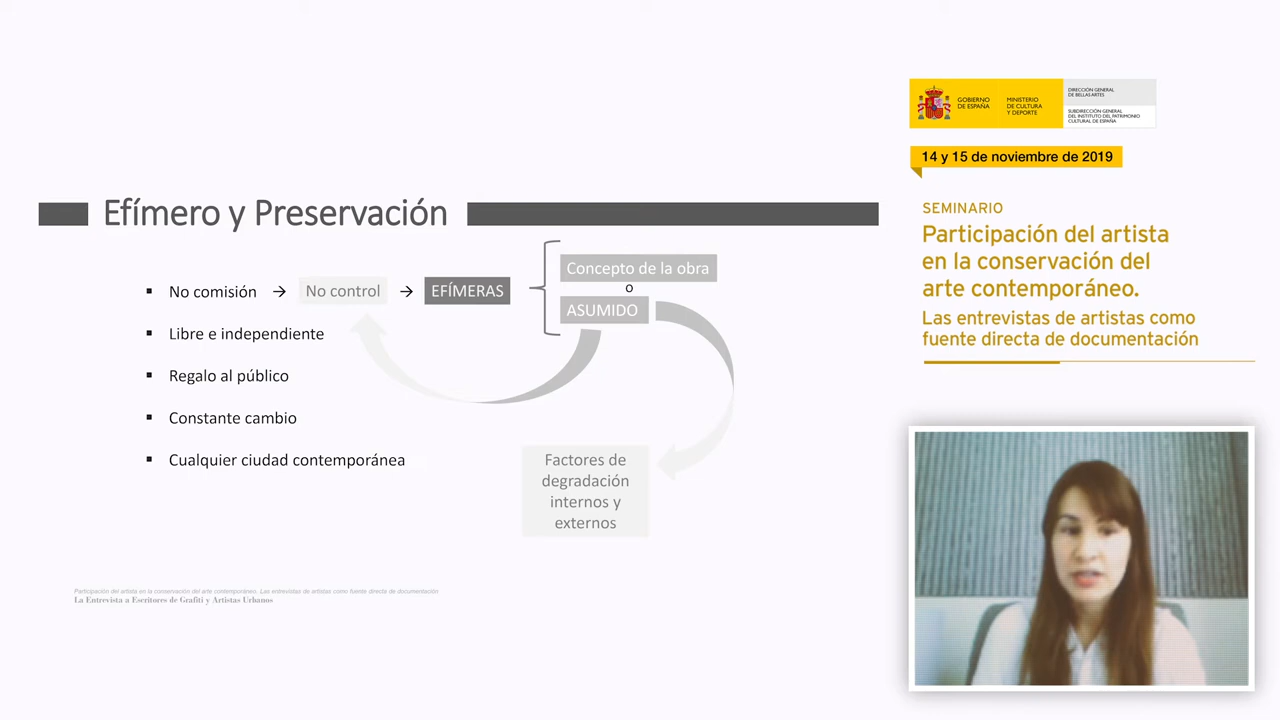 Efímero y Preservación
No comisión → No control → EFÍMERAS
Concepto de la obra
o
ASUMIDO
Libre e independiente
Regalo al público
Constante cambio
Cualquier ciudad contemporánea
Factores de
degradación
internos y
externos
Participación del artista en la conservación del arte contemporáneo. Las entrevistas de artistas como fuente directa de documentación
La Entrevista a Escritores de Grafiti y Artistas Urbanos
GOBIERNO
DE ESPAÑA
MINISTERIO
DE CULTURA
Y DEPORTE
DIRECCIÓN GENERAL
DE BELLAS ARTES
SUBDIRECCIÓN GENERAL
DEL INSTITUTO DEL PATRIMONIO
CULTURAL DE ESPAÑA
14 y 15 de noviembre de 2019
SEMINARIO
Participación del artista
en la conservación del
arte contemporáneo.
Las entrevistas de artistas como
fuente directa de documentación